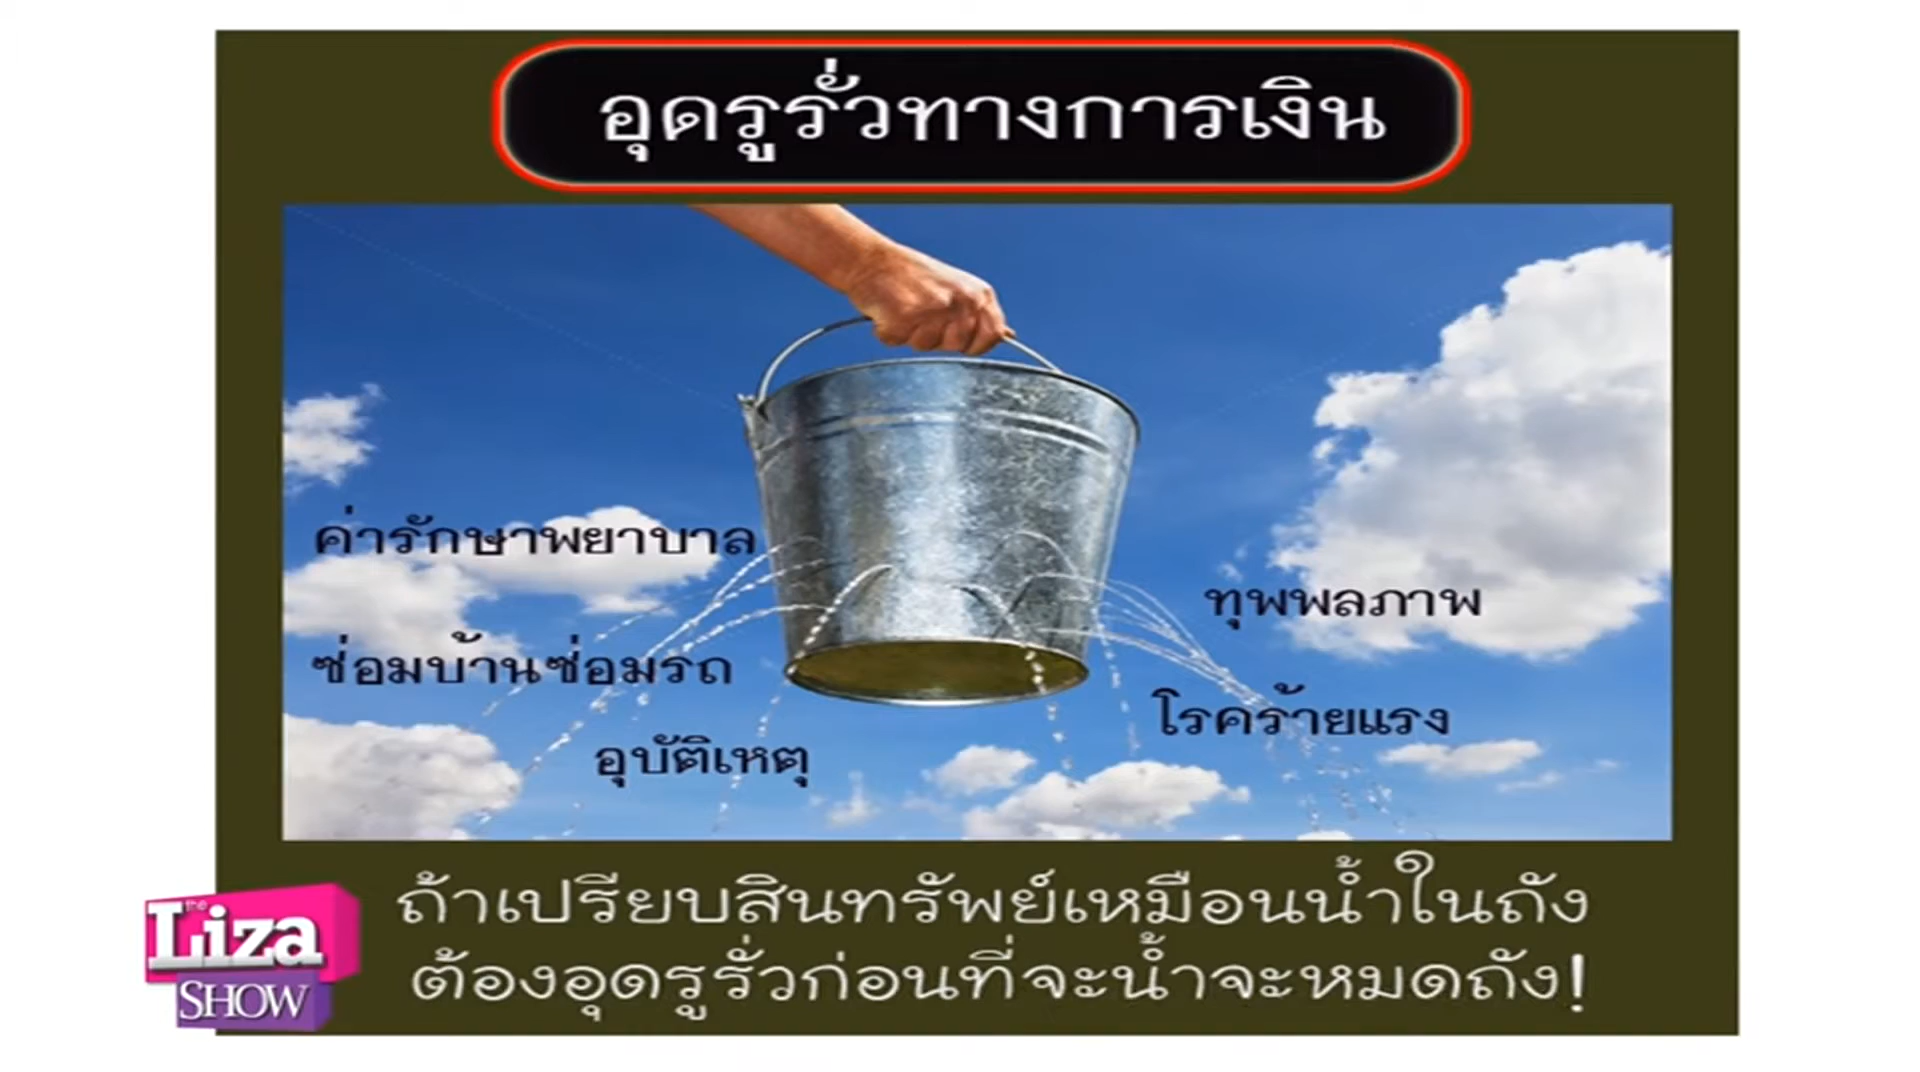 อุดรูรั่วทางการเงิน
ค่ารักษาพยาบาล
ทุพพลภาพ
ซ่อมบ้านซ่อมรถ
โรคร้ายแรง
อุบัติเหตุ
ถ้าเปรียบสินทรัพย์เหมือนน้ำในถัง
ต้องอุดรูรั่วก่อนที่จะน้ำจะหมดถัง!
the
Liza
SHOW